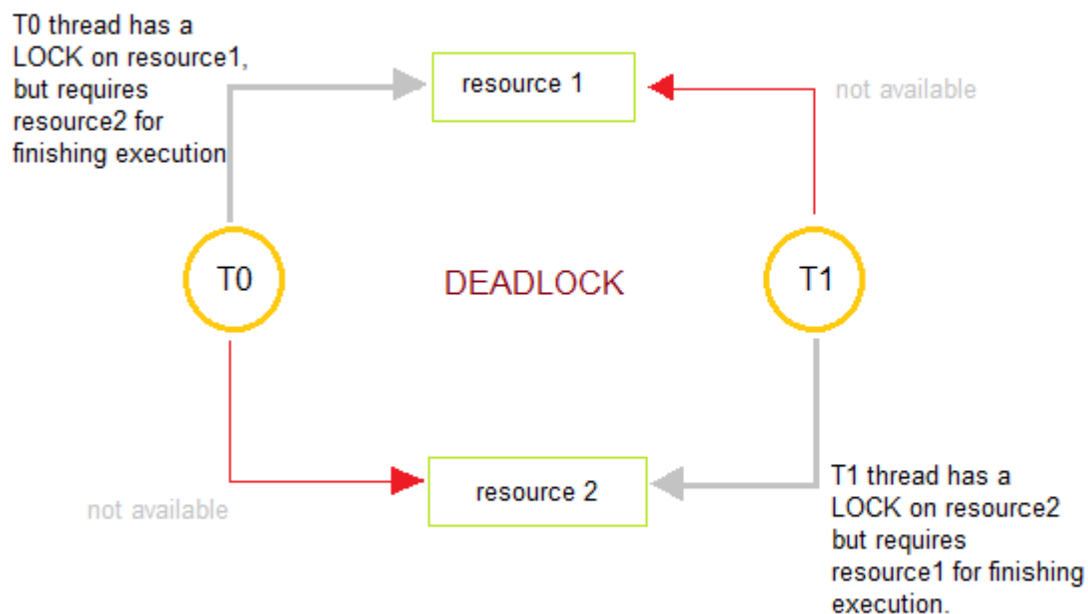 T0 thread has a
LOCK on resource1,
but requires
resource2 for
finishing execution
resource 1
not available
T0
DEADLOCK
T1
not available
resource 2
T1 thread has a
LOCK on resource2
but requires
resource1 for finishing
execution.